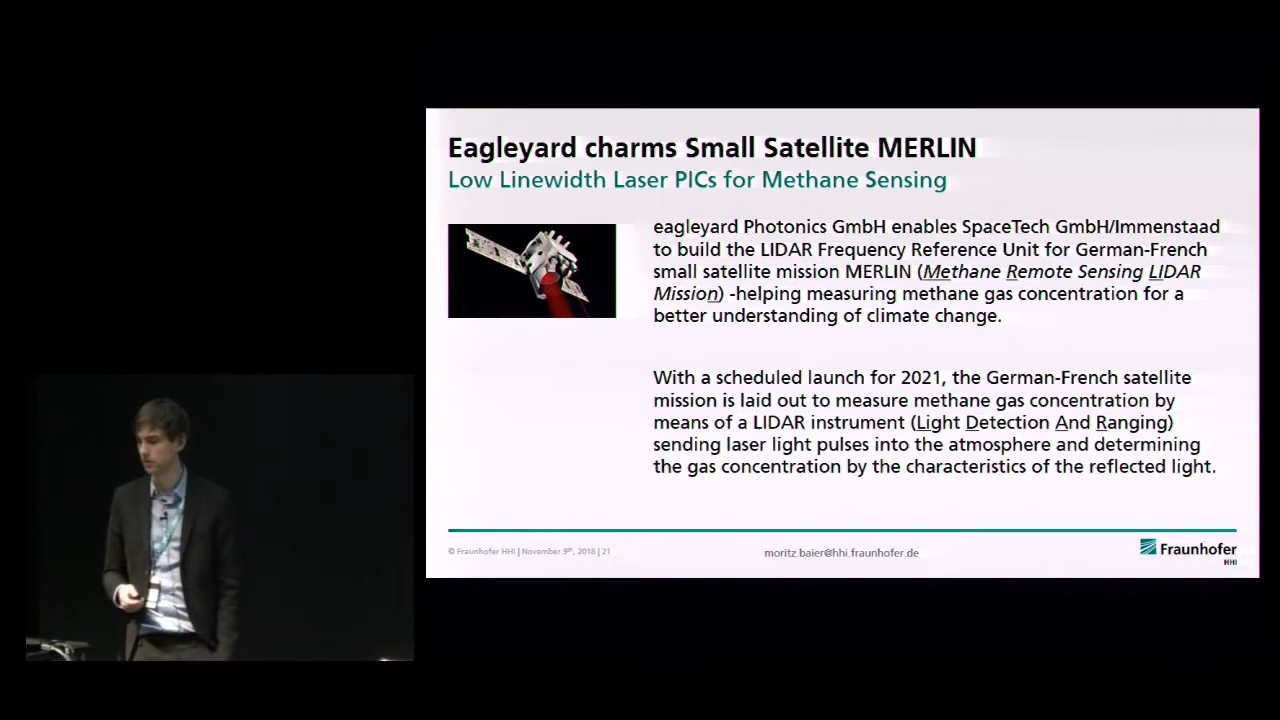 Eagleyard charms Small Satellite MERLIN
Low Linewidth Laser PICs for Methane Sensing
eagleyard Photonics GmbH enables SpaceTech GmbH/Immenstaad
to build the LIDAR Frequency Reference Unit for German-French
small satellite mission MERLIN (Methane Remote Sensing LIDAR
Mission) -helping measuring methane gas concentration for a
better understanding of climate change.
With a scheduled launch for 2021, the German-French satellite
mission is laid out to measure methane gas concentration by
means of a LIDAR instrument (Light Detection And Ranging)
sending laser light pulses into the atmosphere and determining
the gas concentration by the characteristics of the reflected light.
© Fraunhofer HHI | November 9th, 2018 | 21
moritz.baier@hhi.fraunhofer.de
Fraunhofer
HHI